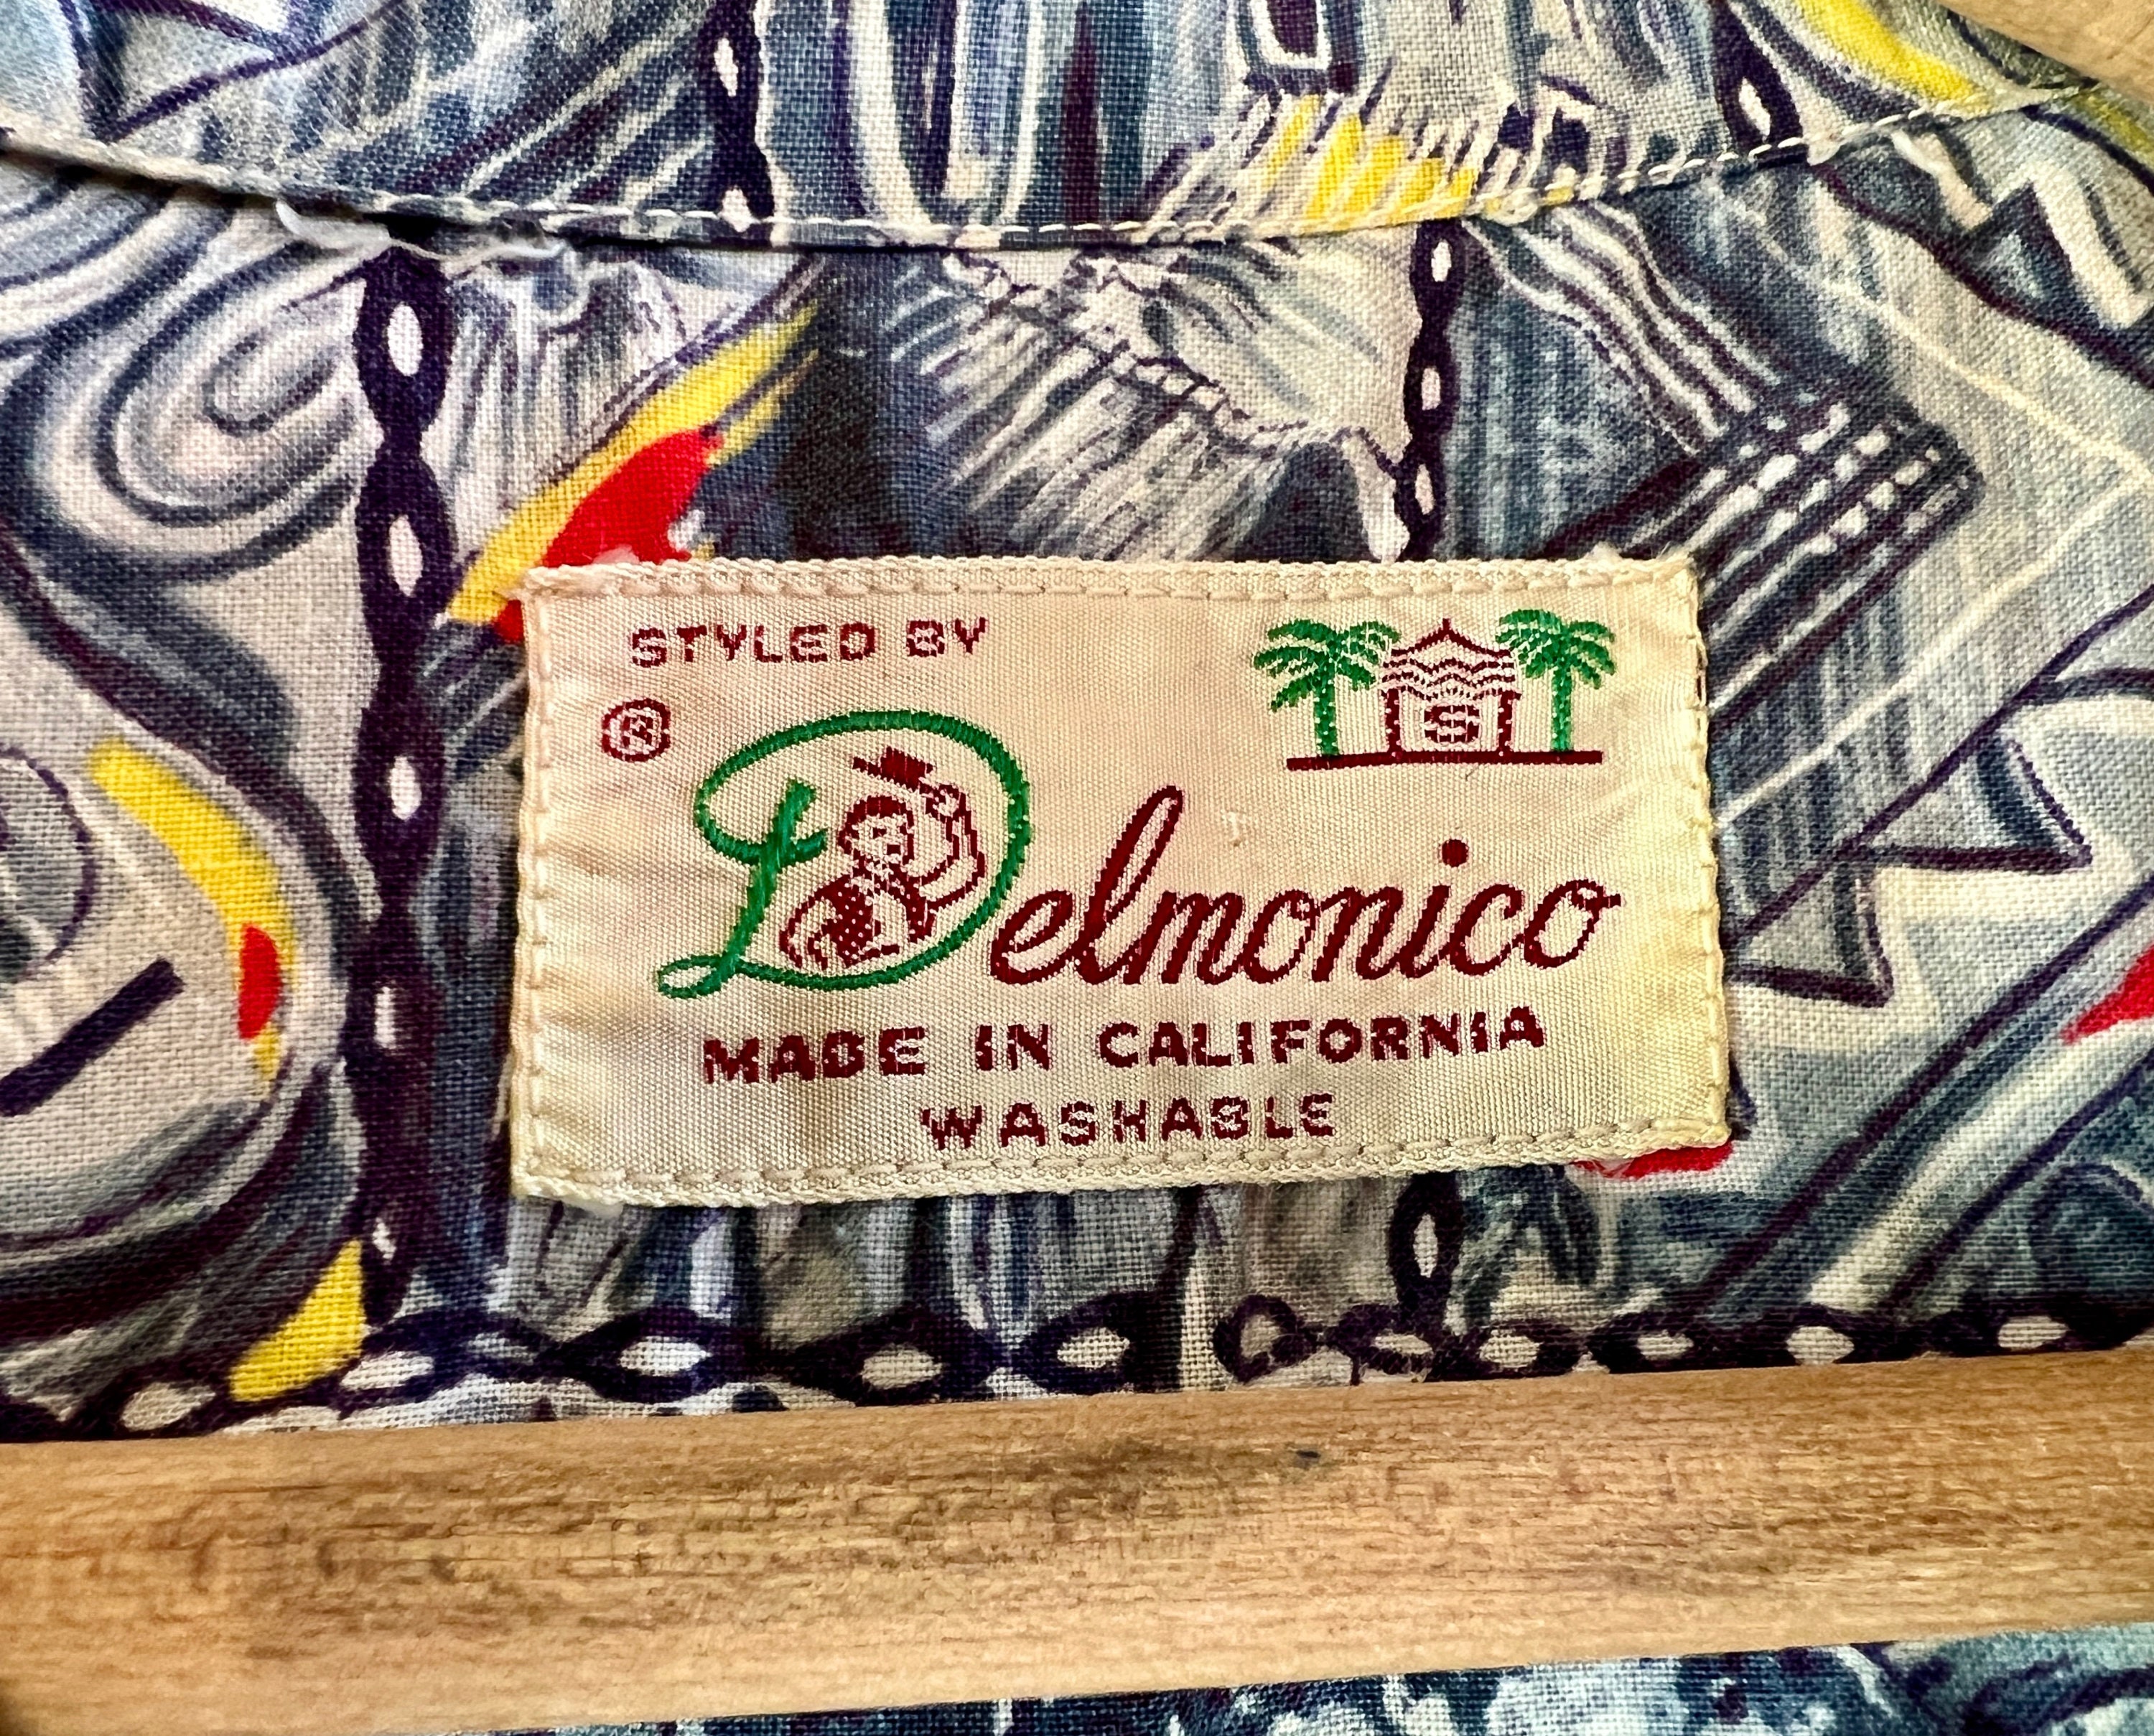 STYLED BY
S
®
Delmonico
MADE IN CALIFORNIA
WASHABLE